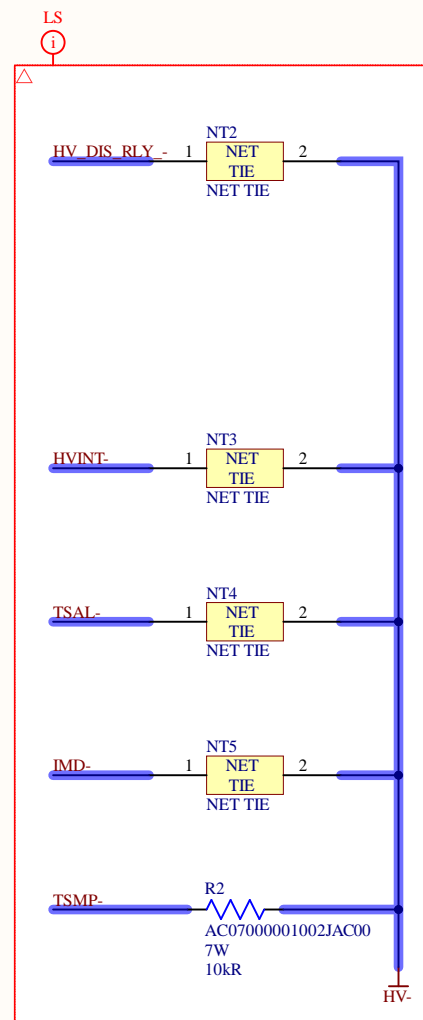 LS
i
NT2
HV_DIS_RLY_-
1
NET
TIE
2
NET TIE
NT3
HVINT-
1
NET
TIE
2
NET TIE
NT4
TSAL-
1
NET
TIE
2
NET TIE
NT5
IMD-
1
NET
TIE
2
NET TIE
R2
TSMP-
AC07000001002JAC00
7W
10kR
HV-